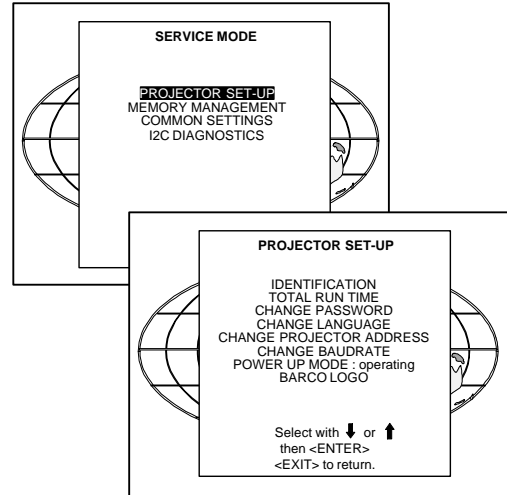 SERVICE MODE
PROJECTOR SET-UP
MEMORY MANAGEMENT
COMMON SETTINGS
I2C DIAGNOSTICS
PROJECTOR SET-UP
IDENTIFICATION
TOTAL RUN TIME
CHANGE PASSWORD
CHANGE LANGUAGE
CHANGE PROJECTOR ADDRESS
CHANGE BAUDRATE
POWER UP MODE : operating
BARCO LOGO
Select with ⬇ or ⬆
then <ENTER>
<EXIT> to return.